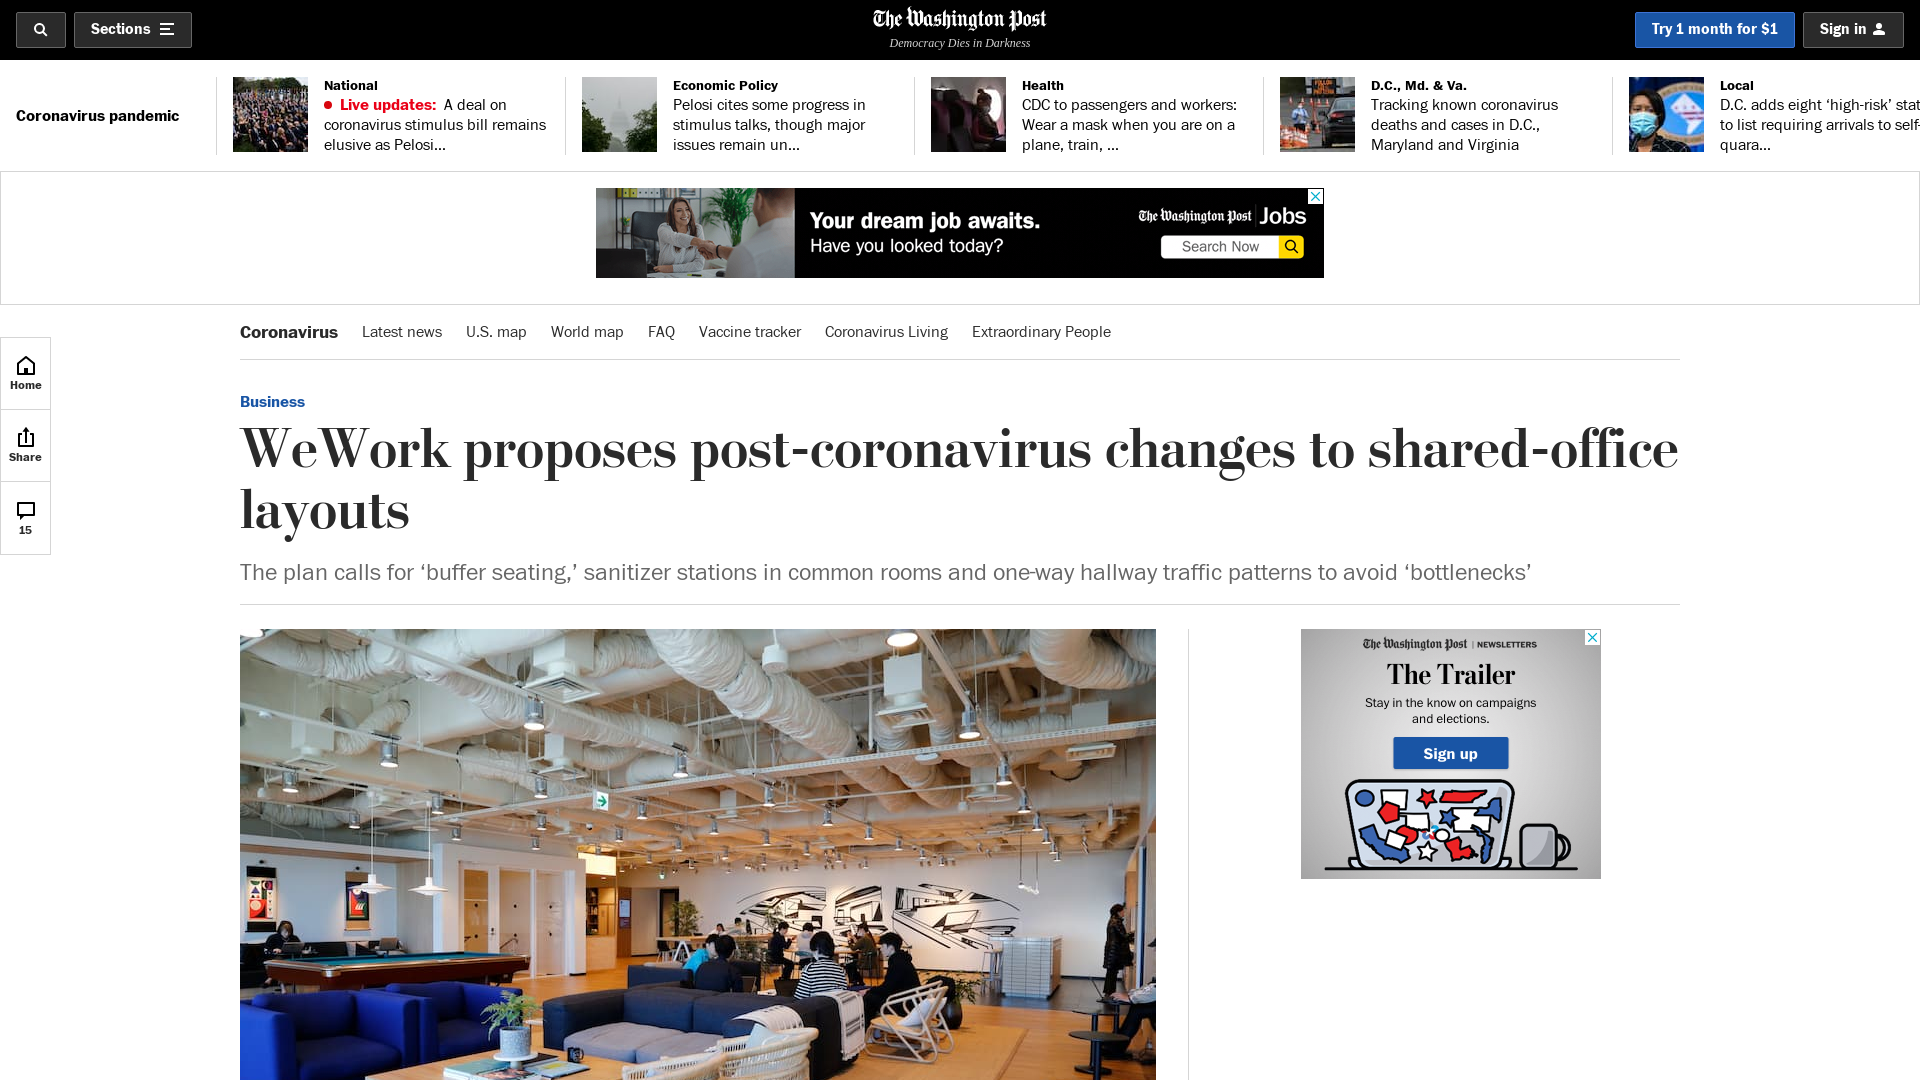 Sections
The Washington Post
Democracy Dies in Darkness
Try 1 month for $1
Sign in
Coronavirus pandemic
National
Live updates: A deal on
coronavirus stimulus bill remains
elusive as Pelosi...
Economic Policy
Pelosi cites some progress in
stimulus talks, though major
issues remain un...
Health
CDC to passengers and workers:
Wear a mask when you are on a
plane, train, ...
D.C., Md. & Va.
Tracking known coronavirus
deaths and cases in D.C.,
Maryland and Virginia
Local
D.C. adds eight ‘high-risk’ stat
to list requiring arrivals to self-
quara...
Your dream job awaits.
Have you looked today?
The Washington Post Jobs
Search Now
Coronavirus
Latest news
U.S. map
World map
FAQ
Vaccine tracker
Coronavirus Living
Extraordinary People
Home
Share
15
Business
WeWork proposes post-coronavirus changes to shared-office
layouts
The plan calls for ‘buffer seating,’ sanitizer stations in common rooms and one-way hallway traffic patterns to avoid ‘bottlenecks’
The Washington Post | NEWSLETTERS
The Trailer
Stay in the know on campaigns
and elections.
Sign up